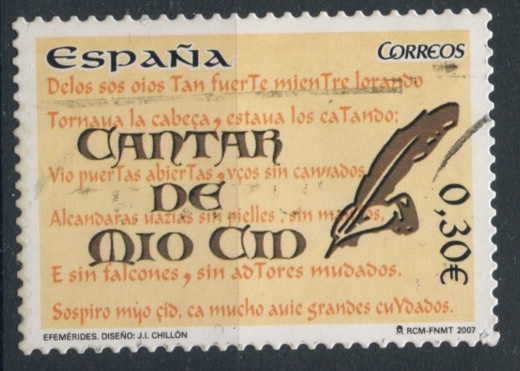 ESPAÑA CORREOS
Delos sos oios Tan fuerTe mienTre lorando
Tornaua la cabeça, estaua los caTando:
CANTAR
Vio puerTas abierTas, vços sin cannados
DE
Alcandaras uazias sin pielles sin
MIO CID
0,30€
E sin falcones, sin adTores mudados.
Sospiro myo çid, ca mucho auie grandes cuYdados.
EFEMÉRIDES. DISEÑO: J.I. CHILLÓN RCM-FNMT 2007